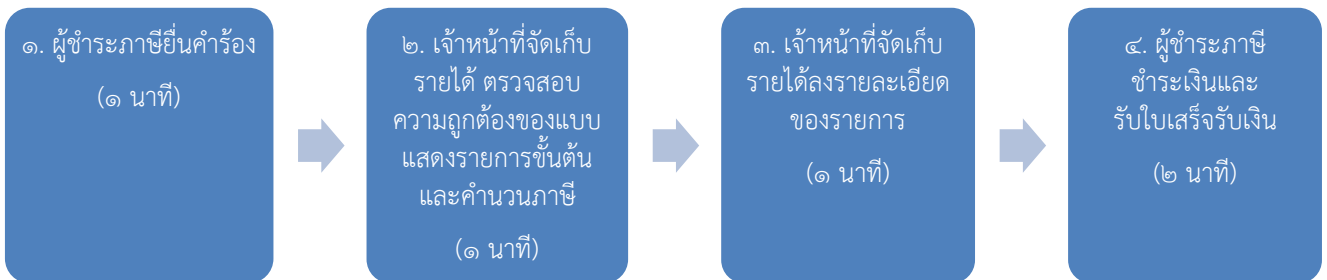 ๑. ผู้ชำระภาษียื่นคำร้อง
(๑ นาที)
๒. เจ้าหน้าที่จัดเก็บ
รายได้ ตรวจสอบ
ความถูกต้องของแบบ
แสดงรายการขั้นต้น
และคำนวนภาษี
(๑ นาที)
๓. เจ้าหน้าที่จัดเก็บ
รายได้ลงรายละเอียด
ของรายการ
(๑ นาที)
๔. ผู้ชำระภาษี
ชำระเงินและ
รับใบเสร็จรับเงิน
(๒ นาที)